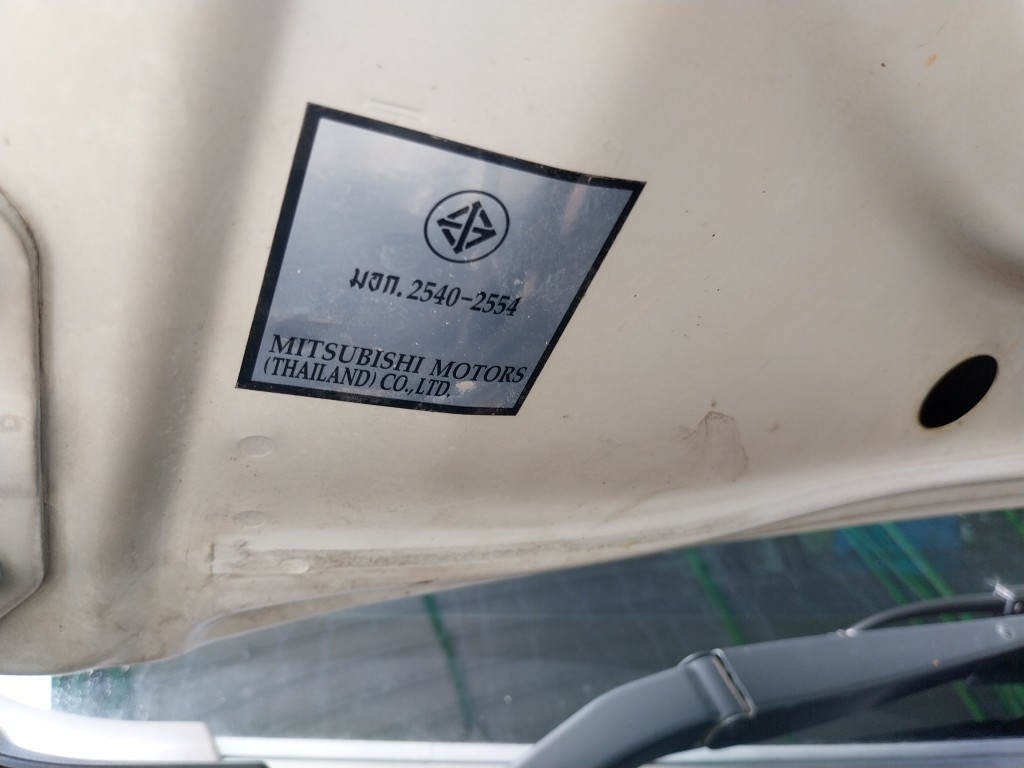 มอก. 2540-2554
MITSUBISHI MOTORS
(THAILAND) CO.,LTD.